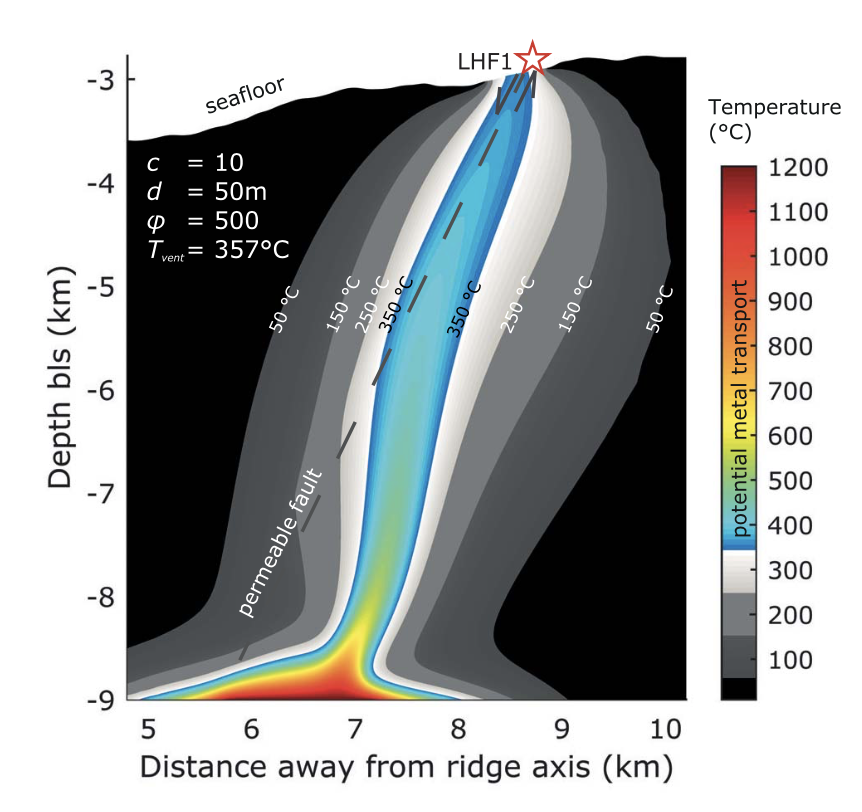 LHF1
seafloor
c = 10
d = 50m
φ = 500
Tvent = 357°C
50 °C
150 °C
250 °C
350 °C
350 °C
250 °C
150 °C
50 °C
permeable fault
Depth bls (km)
-3
-4
-5
-6
-7
-8
-9
5 6 7 8 9 10
Distance away from ridge axis (km)
Temperature
(°C)
1200
1100
1000
900
800
700
600
500
400
300
200
100
potential metal transport